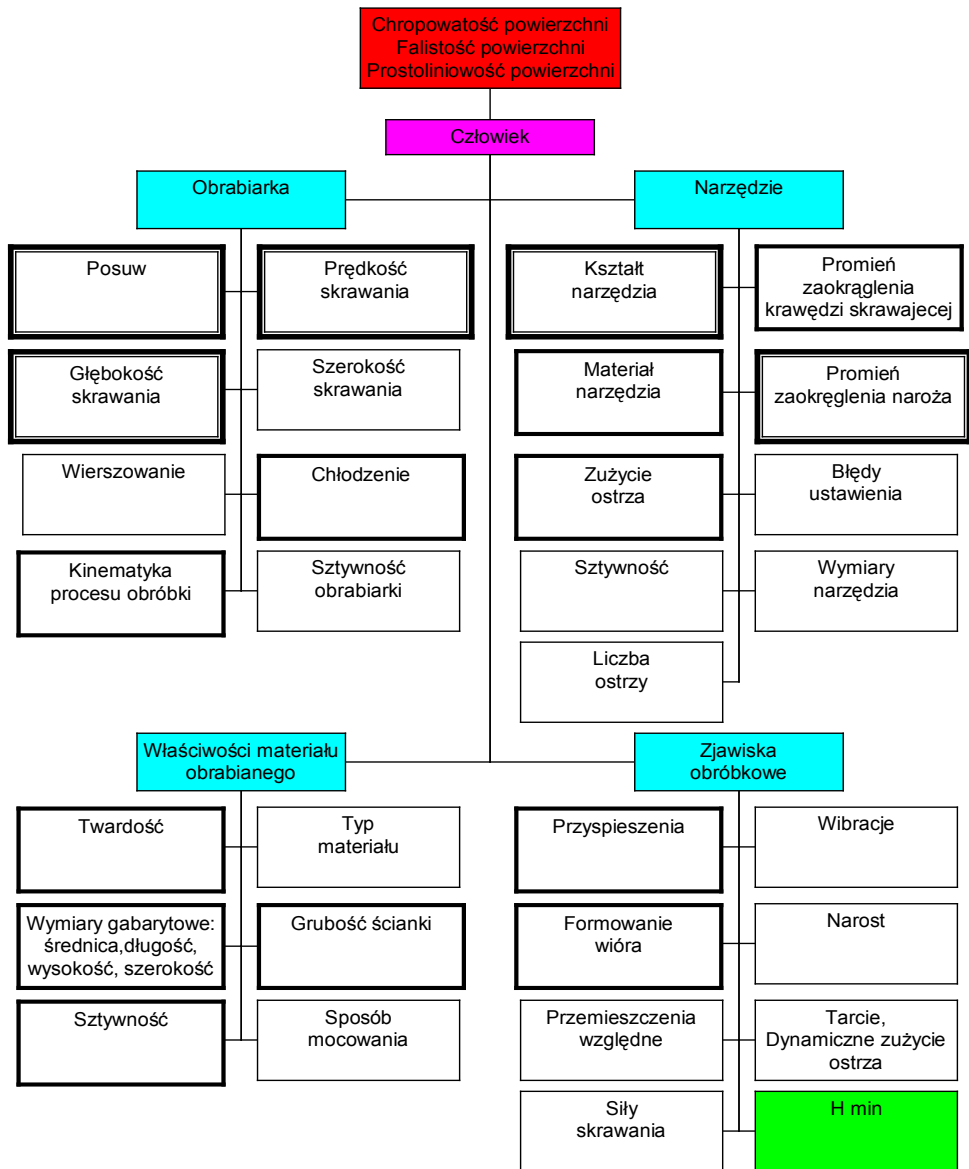 Chropowatość powierzchni
Falistość powierzchni
Prostoliniowość powierzchni
Człowiek
Obrabiarka
Narzędzie
Posuw
Prędkość
skrawania
Kształt
narzędzia
Promień
zaokrąglenia
krawędzi skrawajecej
Głębokość
skrawania
Szerokość
skrawania
Materiał
narzędzia
Promień
zaokręglenia naroża
Wierszowanie
Chłodzenie
Zużycie
ostrza
Błędy
ustawienia
Kinematyka
procesu obróbki
Sztywność
obrabiarki
Sztywność
Wymiary
narzędzia
Liczba
ostrzy
Właściwości materiału
obrabianego
Zjawiska
obróbkowe
Twardość
Typ
materiału
Przyspieszenia
Wibracje
Wymiary gabarytowe:
średnica,długość,
wysokość, szerokość
Grubość ścianki
Formowanie
wióra
Narost
Sztywność
Sposób
mocowania
Przemieszczenia
względne
Tarcie,
Dynamiczne zużycie
ostrza
Siły
skrawania
H min